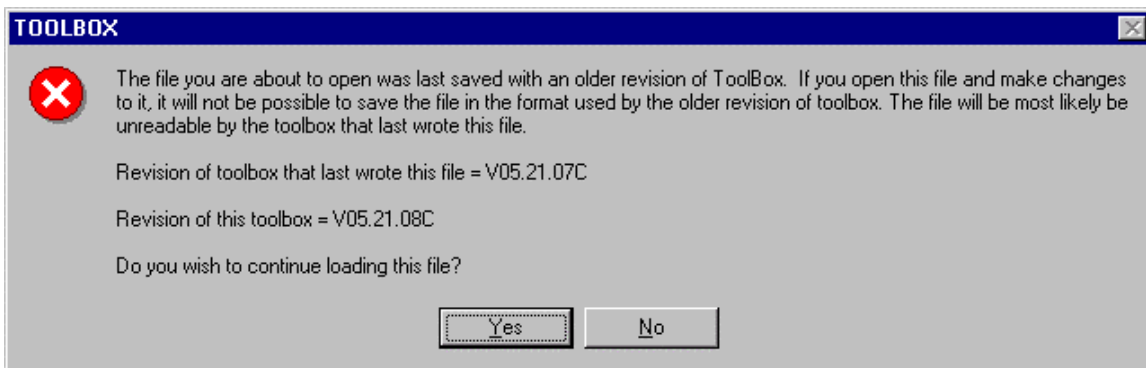 TOOLBOX
The file you are about to open was last saved with an older revision of ToolBox.  If you open this file and make changes
to it, it will not be possible to save the file in the format used by the older revision of toolbox. The file will be most likely be
unreadable by the toolbox that last wrote this file.
Revision of toolbox that last wrote this file = V05.21.07C
Revision of this toolbox = V05.21.08C
Do you wish to continue loading this file?
Yes No